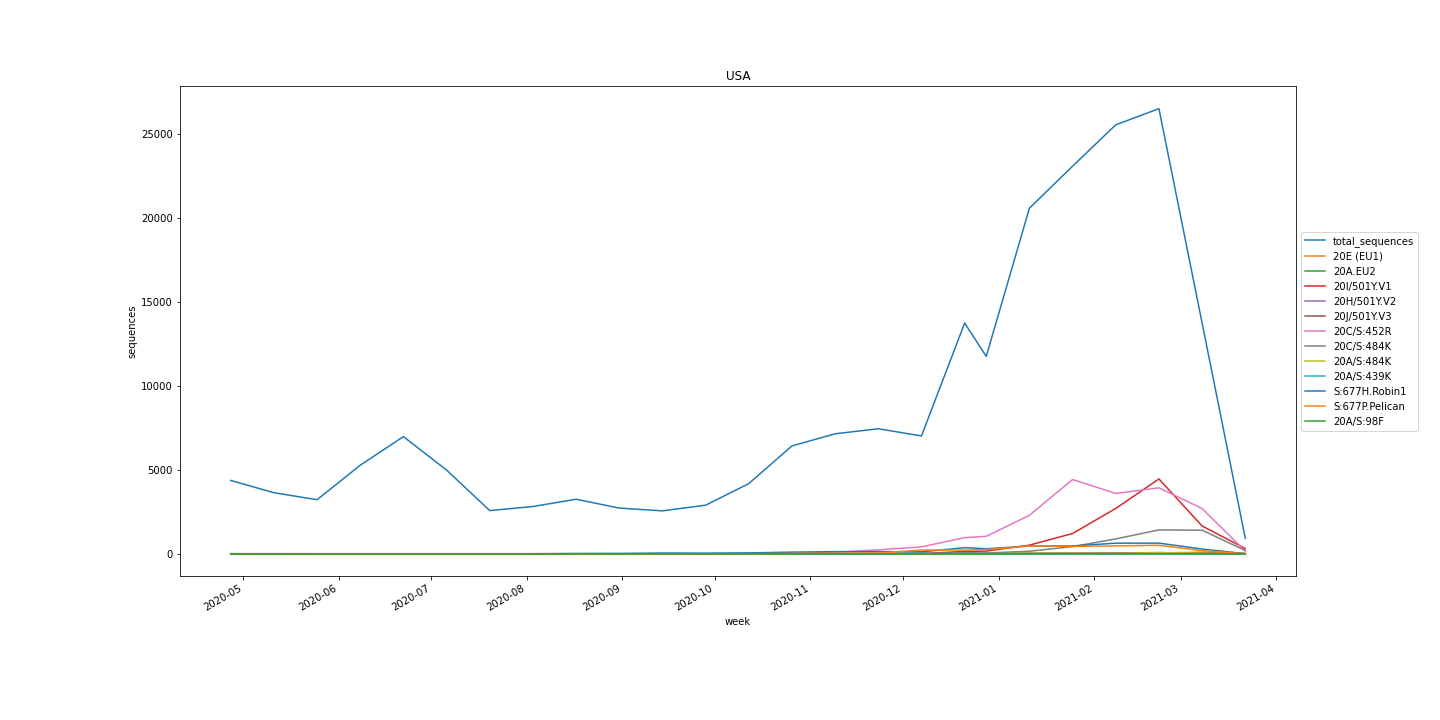 USA
25000
20000
15000
10000
5000
0
sequences
2020-05
2020-06
2020-07
2020-08
2020-09
2020-10
2020-11
2020-12
2021-01
2021-02
2021-03
2021-04
week
total_sequences
20E (EU1)
20A.EU2
20I/501Y.V1
20H/501Y.V2
20J/501Y.V3
20C/S:452R
20C/S:484K
20A/S:484K
20A/S:439K
S:677H.Robin1
S:677P.Pelican
20A/S:98F